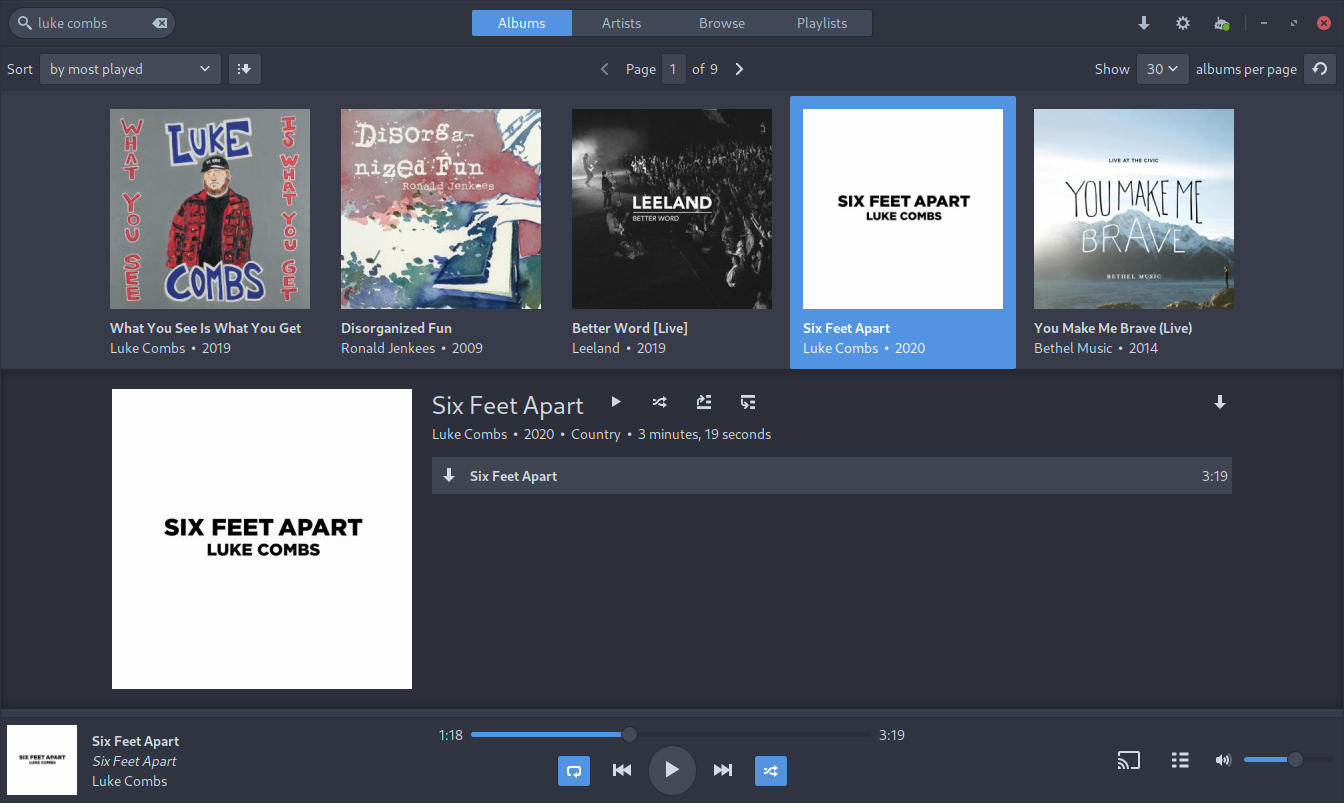 luke combs
Albums Artists Browse Playlists
Sort by most played
Page 1 of 9
Show 30 albums per page
WHAT YOU SEE
LUKE
COMBS
IS WHAT YOU GET
Disorga-
nized Fun
Ronald Jenkees
LEELAND
BETTER WORD
SIX FEET APART
LUKE COMBS
LIVE AT THE CIVIC
YOU MAKE ME
BRAVE
BETHEL MUSIC
What You See Is What You Get
Luke Combs • 2019
Disorganized Fun
Ronald Jenkees • 2009
Better Word [Live]
Leeland • 2019
Six Feet Apart
Luke Combs • 2020
You Make Me Brave (Live)
Bethel Music • 2014
SIX FEET APART
LUKE COMBS
Six Feet Apart
Luke Combs • 2020 • Country • 3 minutes, 19 seconds
Six Feet Apart 3:19
SIX FEET APART
LUKE COMBS
Six Feet Apart
Six Feet Apart
Luke Combs
1:18 3:19